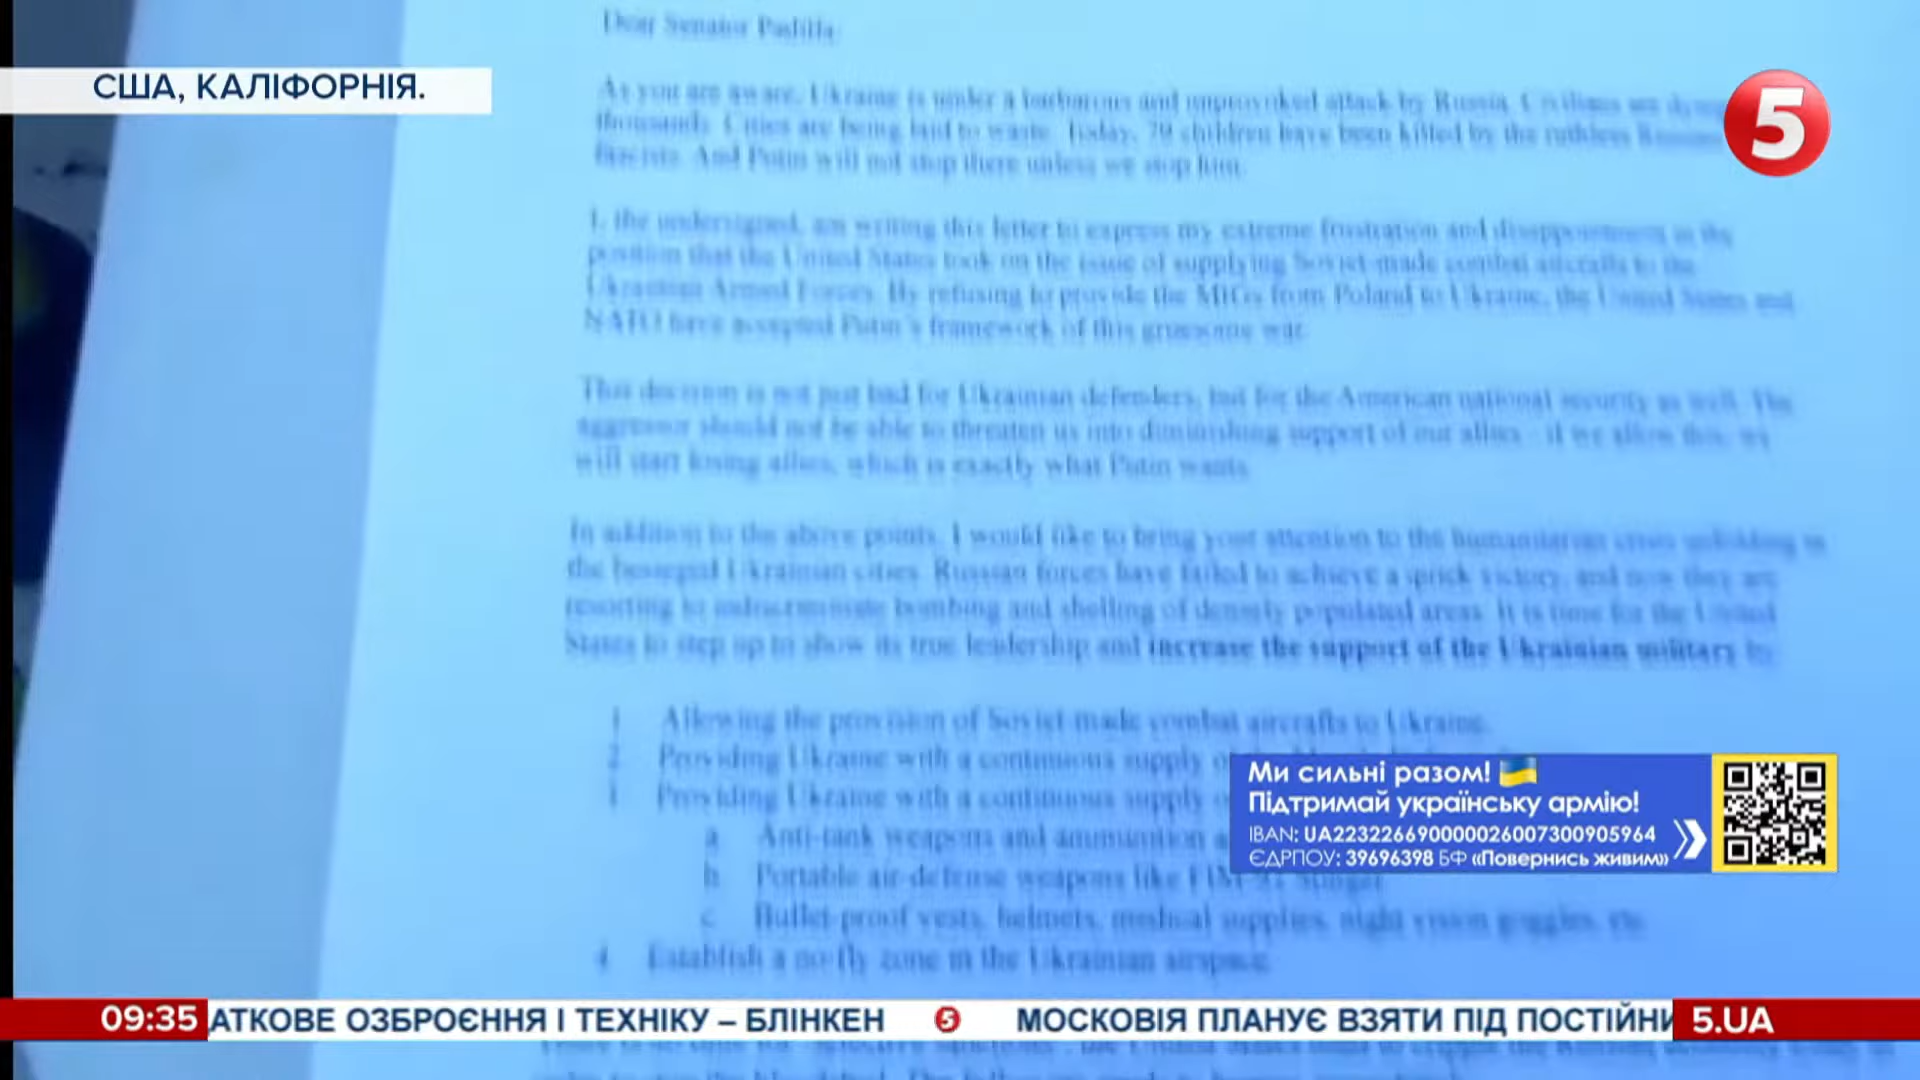 США, КАЛІФОРНІЯ.
5
Dear Senator Padilla
As you are aware, Ukraine is under a barbarous and unprovoked attack by Russia. Civilians are
thousands. Cities are being laid to waste. Today, 79 children have been killed by the ruthless
fascists. And Putin will not stop there unless we stop him.
I, the undersigned, am writing this letter to express my extreme frustration and disappointment
position that the United States took on the issue of supplying Soviet-made combat aircrafts to the
Ukrainian Armed Forces. By refusing to provide the MIGs from Poland to Ukraine, the United States and
NATO have accepted Putin's framework of this gruesome war.
This decision is not just bad for Ukrainian defenders, but for the American national security as well. The
aggressor should not be able to threaten us into diminishing support of our allies - if we allow this, we
will start losing allies, which is exactly what Putin wants.
In addition to the above points, I would like to bring your attention to the humanitarian crisis unfolding in
the besieged Ukrainian cities. Russian forces have failed to achieve a quick victory, and now they are
resorting to indiscriminate bombing and shelling of densely populated areas. It is time for the United
States to step up to show its true leadership and increase the support of the Ukrainian military by
1 Allowing the provision of Soviet-made combat aircrafts to Ukraine.
2 Providing Ukraine with a continuous supply
Providing Ukraine with a continuous supply
a Anti-tank weapons and ammunition
b Portable air-defense weapons like FIM-92 Stinger
c Bullet-proof vests, helmets, medical supplies, night vision goggles, etc
4 Establish a no-fly zone in the Ukrainian airspace
Ми сильні разом!
Підтримай українську армію!
IBAN: UA223226690000026007300905964
ЄДРПОУ: 39696398 БФ «Повернись живим»
09:35 АТКОВЕ ОЗБРОЄННЯ І ТЕХНІКУ – БЛІНКЕН 5 МОСКОВІЯ ПЛАНУЄ ВЗЯТИ ПІД ПОСТІЙНИ 5.UA